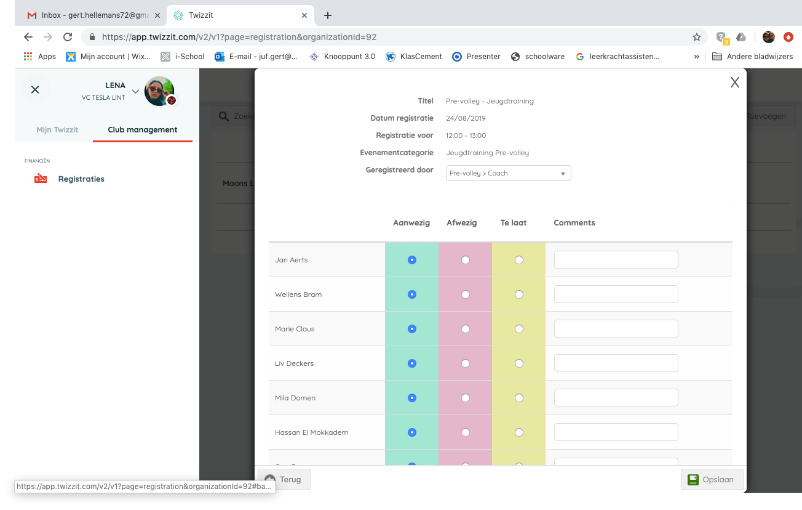 Inbox - gert.hellemans72@gm
Twizzit
https://app.twizzit.com/v2/v1?page=registration&organizationId=92
Apps
Mijn account | Wix...
i-School
E-mail - juf.gert@...
Knooppunt 3.0
KlasCement
Presenter
schoolware
leerkrachtassisten...
»
Andere bladwijzers
LENA
VC TESLA LINT
Mijn Twizzit
Club management
FINANCIËN
Registraties
Zoeke
Maans L
oevoegen
X
Titel Pre-volley - Jeugdtraining
Datum registratie 24/08/2019
Registratie voor 12:00 - 13:00
Evenementcategorie Jeugdtraining Pre-volley
Geregistreerd door Pre-volley > Coach
Aanwezig Afwezig Te laat Comments
Jan Aerts
Wellens Bram
Marie Claus
Liv Deckers
Mila Domen
Hassan El Mokkadem
Terug
Opslaan
https://app.twizzit.com/v2/v1?page=registration&organizationId=92#ba...